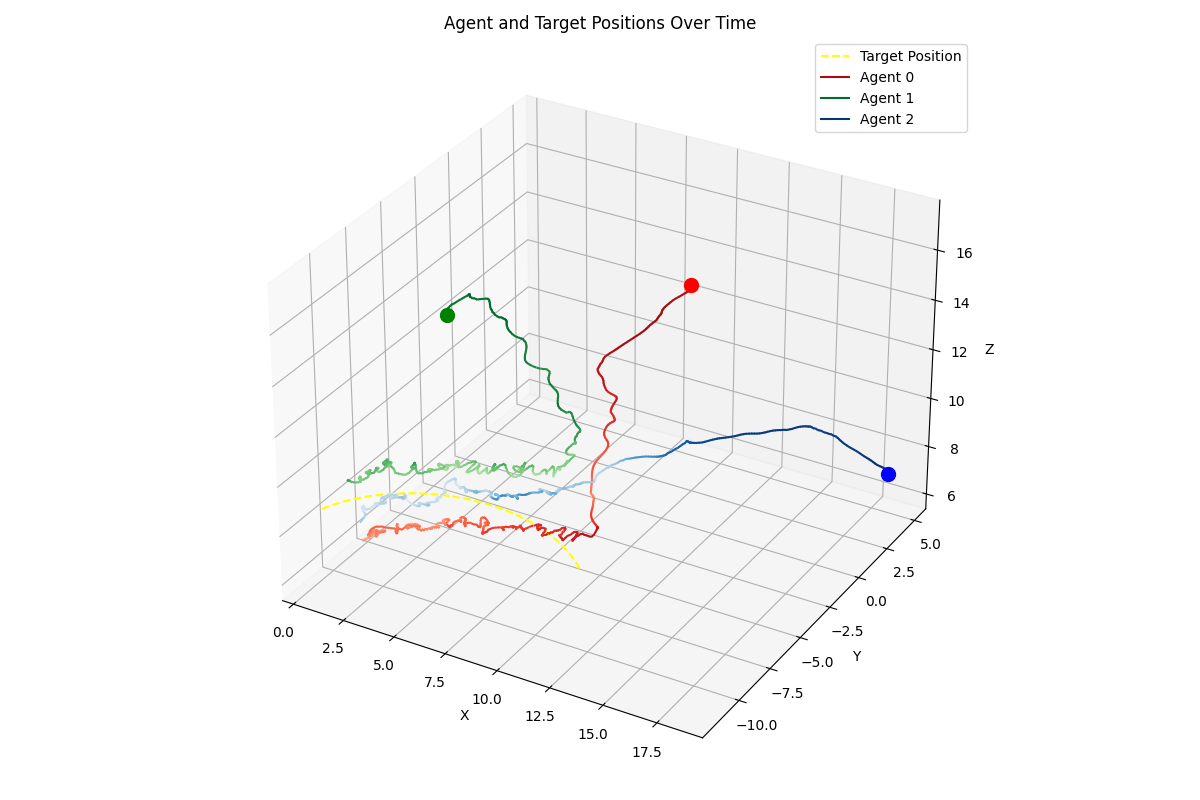 Agent and Target Positions Over Time
Target Position
Agent 0
Agent 1
Agent 2
16
14
Z
12
10
8
6
5.0
2.5
0.0
−2.5
Y
−5.0
−7.5
−10.0
0.0
2.5
5.0
7.5
10.0
X
12.5
15.0
17.5